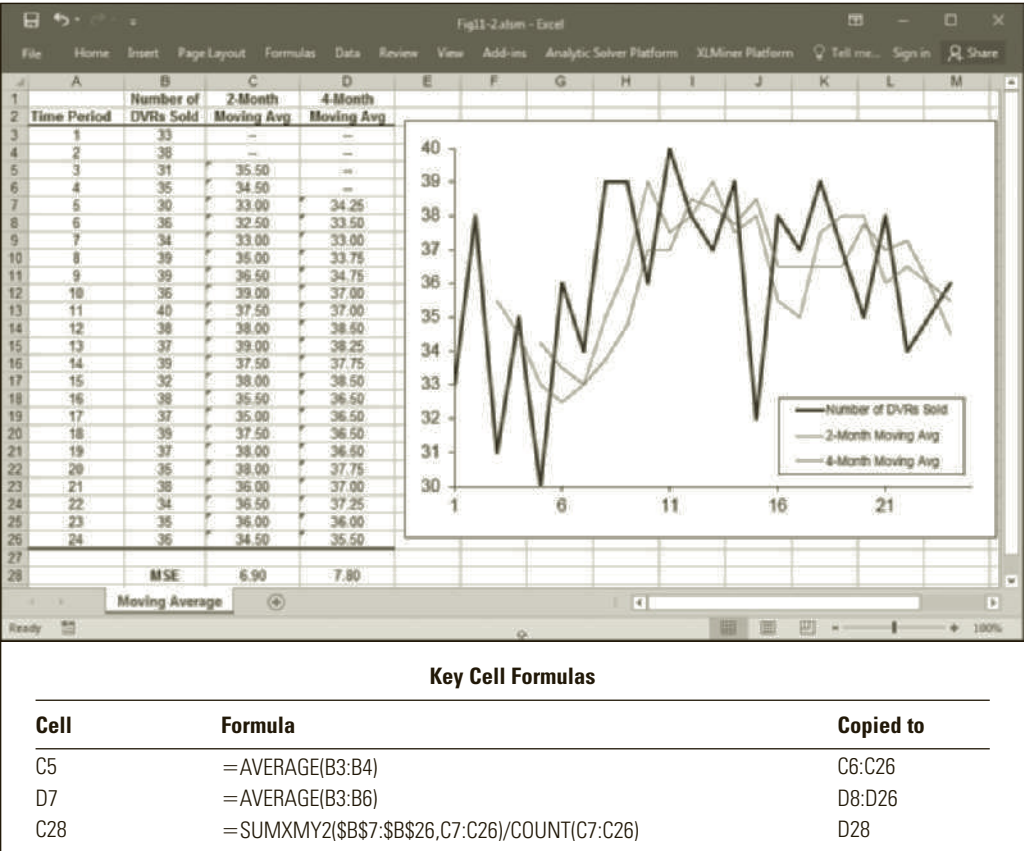 Fig11-2.xlsm - Excel
File Home Insert Page Layout Formulas Data Review View Add-ins Analytic Solver Platform XLMiner Platform Tell me... Sign in Share
A B C D E F G H I J K L M
1 Number of 2-Month 4-Month
2 Time Period DVRs Sold Moving Avg Moving Avg
3 1 33 -- --
4 2 38 -- --
5 3 31 35.50 --
6 4 35 34.50 --
7 5 30 33.00 34.25
8 6 36 32.50 33.50
9 7 34 33.00 33.00
10 8 39 35.00 33.75
11 9 39 36.50 34.75
12 10 36 39.00 37.00
13 11 40 37.50 37.00
14 12 38 38.00 38.50
15 13 37 39.00 38.25
16 14 39 37.50 37.75
17 15 32 38.00 38.50
18 16 38 35.50 36.50
19 17 37 35.00 36.50
20 18 39 37.50 36.50
21 19 37 38.00 36.50
22 20 35 38.00 37.75
23 21 38 36.00 37.00
24 22 34 36.50 37.25
25 23 35 36.00 36.00
26 24 36 34.50 35.50
27
28 MSE 6.90 7.80
40
39
38
37
36
35
34
33
32
31
30
1 6 11 16 21
Number of DVRs Sold
2-Month Moving Avg
4-Month Moving Avg
Moving Average
Ready 100%
Key Cell Formulas
Cell Formula Copied to
C5 =AVERAGE(B3:B4) C6:C26
D7 =AVERAGE(B3:B6) D8:D26
C28 =SUMXMY2($B$7:$B$26,C7:C26)/COUNT(C7:C26) D28